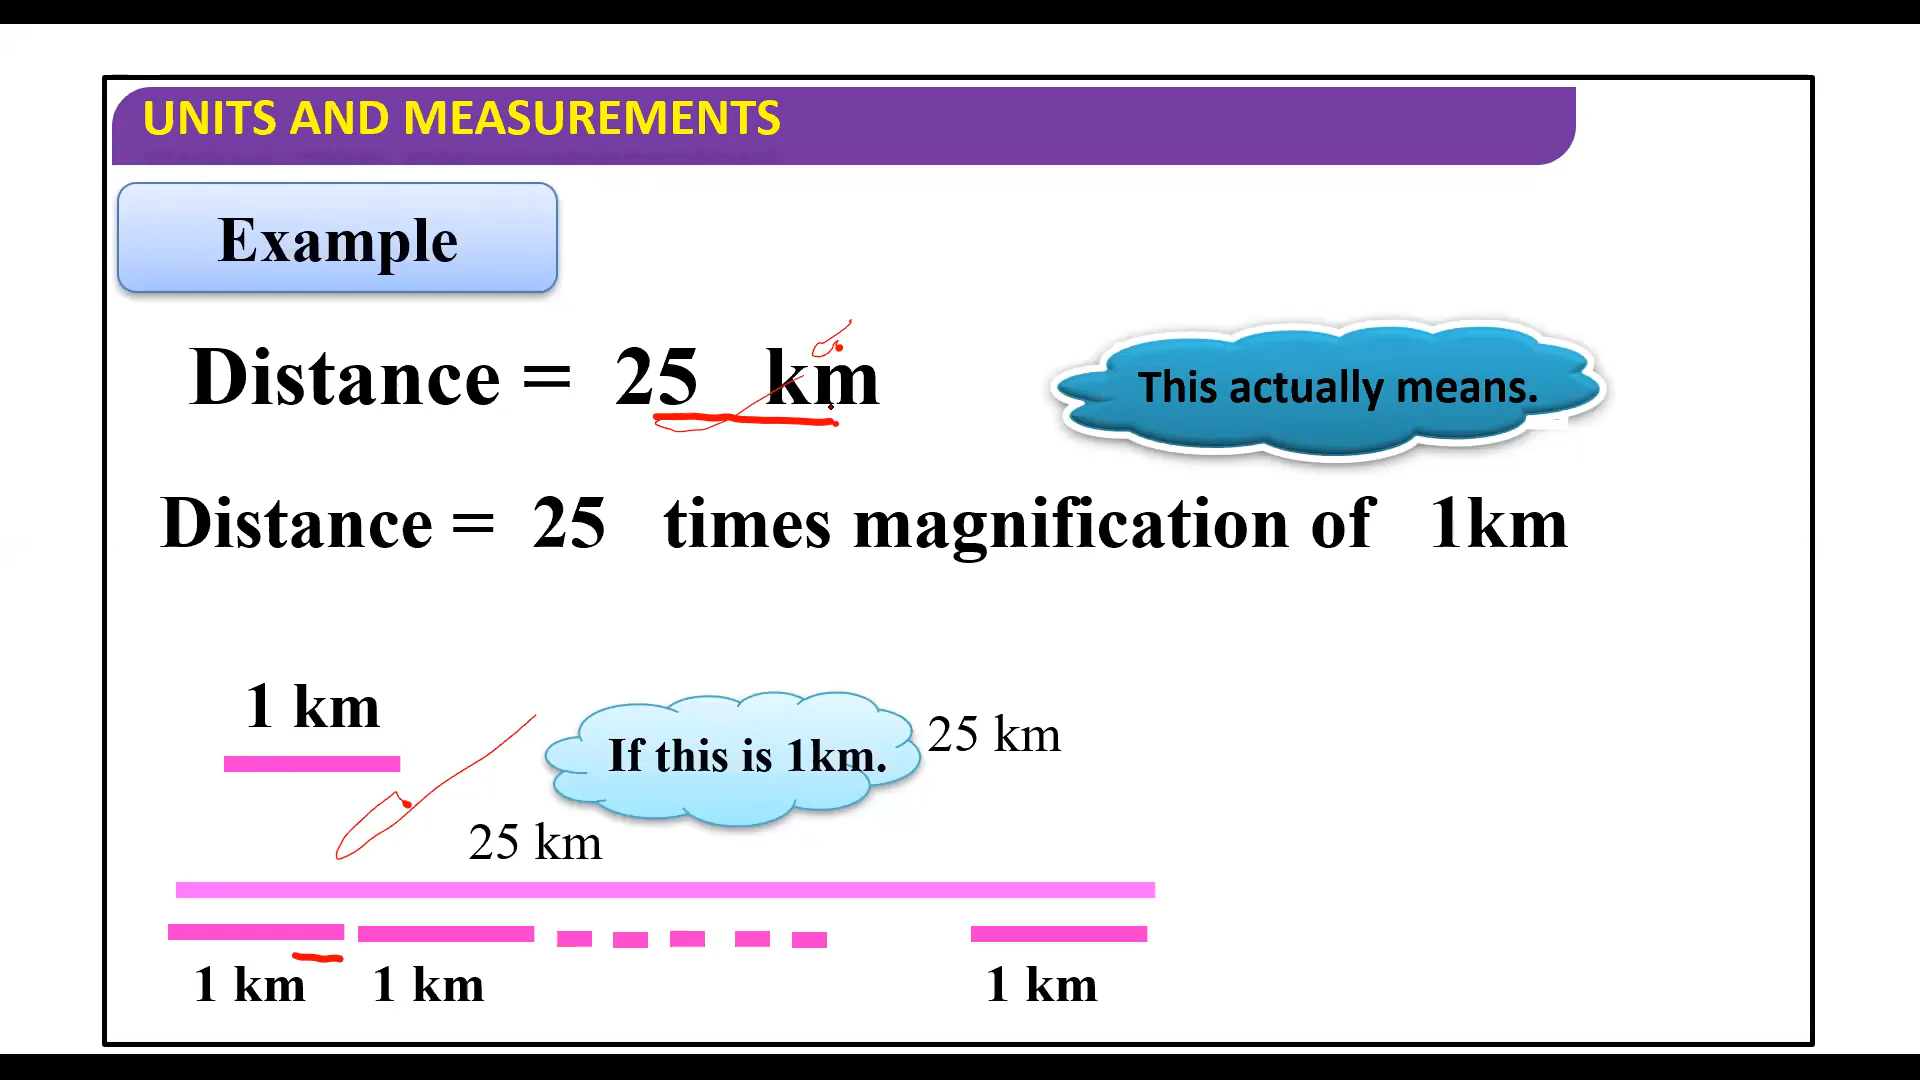 UNITS AND MEASUREMENTS
Example
Distance = 25 km
This actually means.
Distance = 25 times magnification of 1km
1 km
If this is 1km.
25 km
25 km
1 km 1 km 1 km